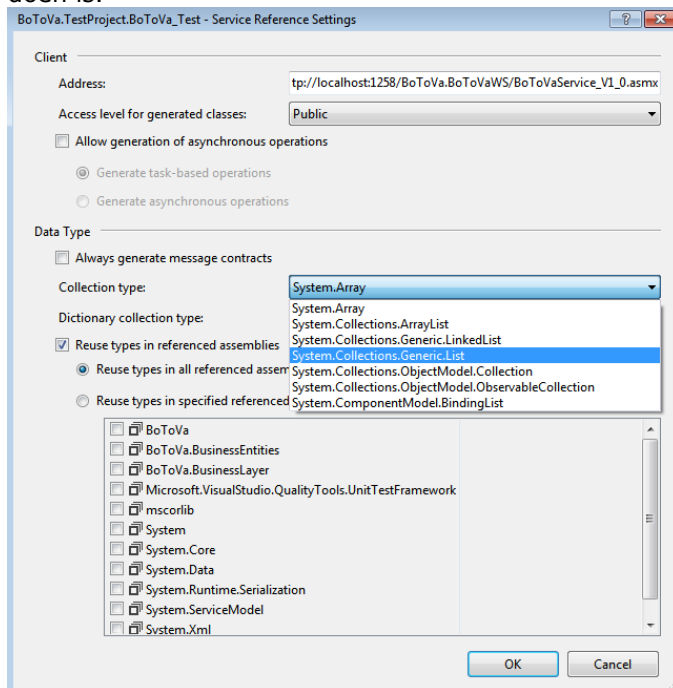 doen is:
BoToVa.TestProject.BoToVa_Test - Service Reference Settings
Client
Address: tp://localhost:1258/BoToVa.BoToVaWS/BoToVaService_V1_0.asmx
Access level for generated classes: Public
Allow generation of asynchronous operations
Generate task-based operations
Generate asynchronous operations
Data Type
Always generate message contracts
Collection type: System.Array
System.Array
Dictionary collection type: System.Collections.ArrayList
System.Collections.Generic.LinkedList
Reuse types in referenced assemblies System.Collections.Generic.List
Reuse types in all referenced assem System.Collections.ObjectModel.Collection
System.Collections.ObjectModel.ObservableCollection
Reuse types in specified referenced System.ComponentModel.BindingList
BoToVa
BoToVa.BusinessEntities
BoToVa.BusinessLayer
Microsoft.VisualStudio.QualityTools.UnitTestFramework
mscorlib
System
System.Core
System.Data
System.Runtime.Serialization
System.ServiceModel
System.Xml
OK Cancel